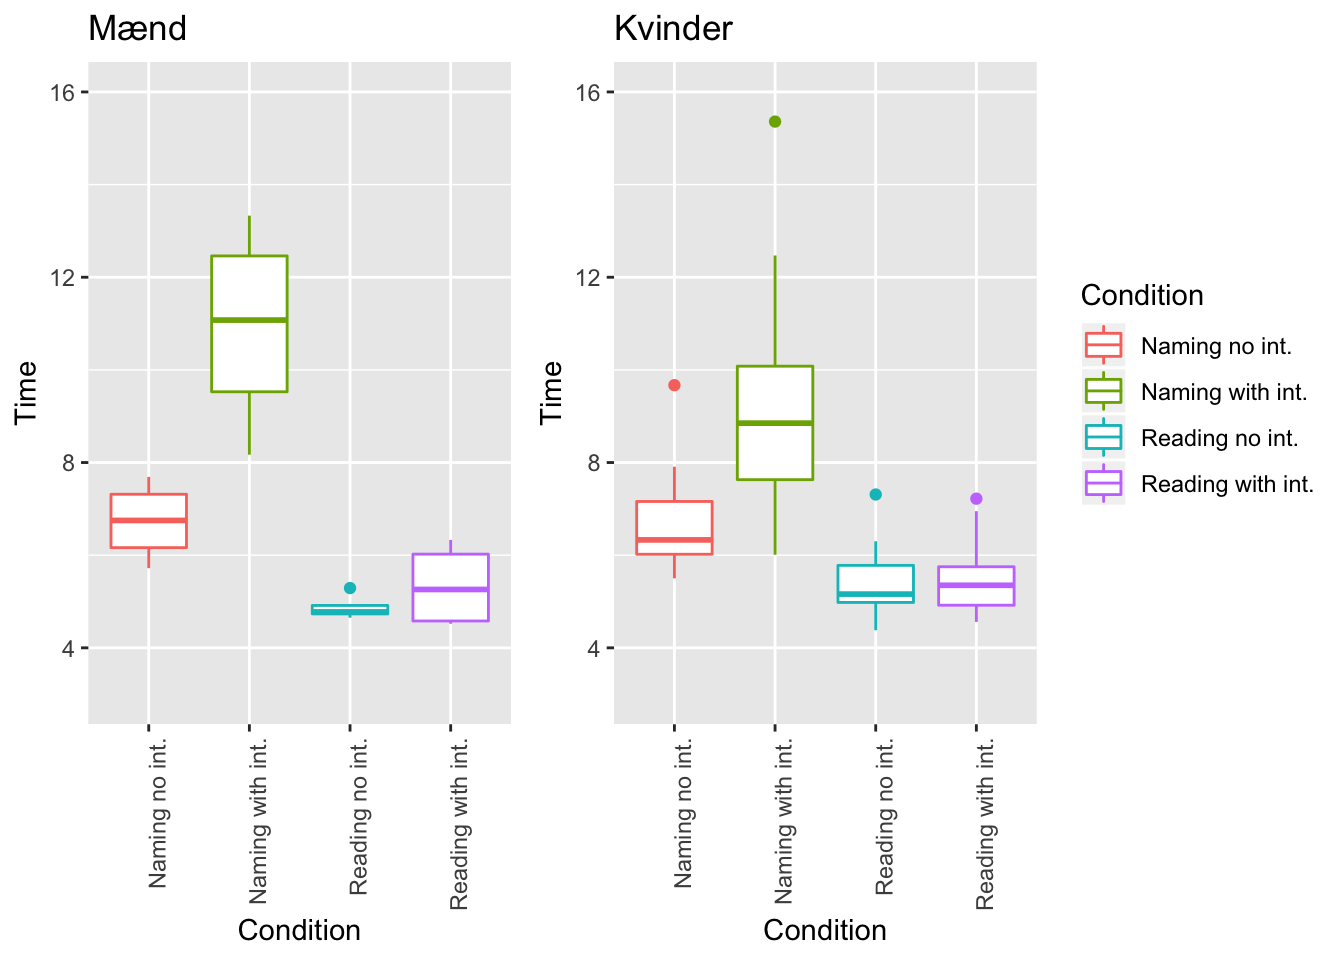 Mænd
Kvinder
16
12
8
4
Time
Naming no int.
Naming with int.
Reading no int.
Reading with int.
Condition
16
12
8
4
Time
Naming no int.
Naming with int.
Reading no int.
Reading with int.
Condition
Condition
Naming no int.
Naming with int.
Reading no int.
Reading with int.